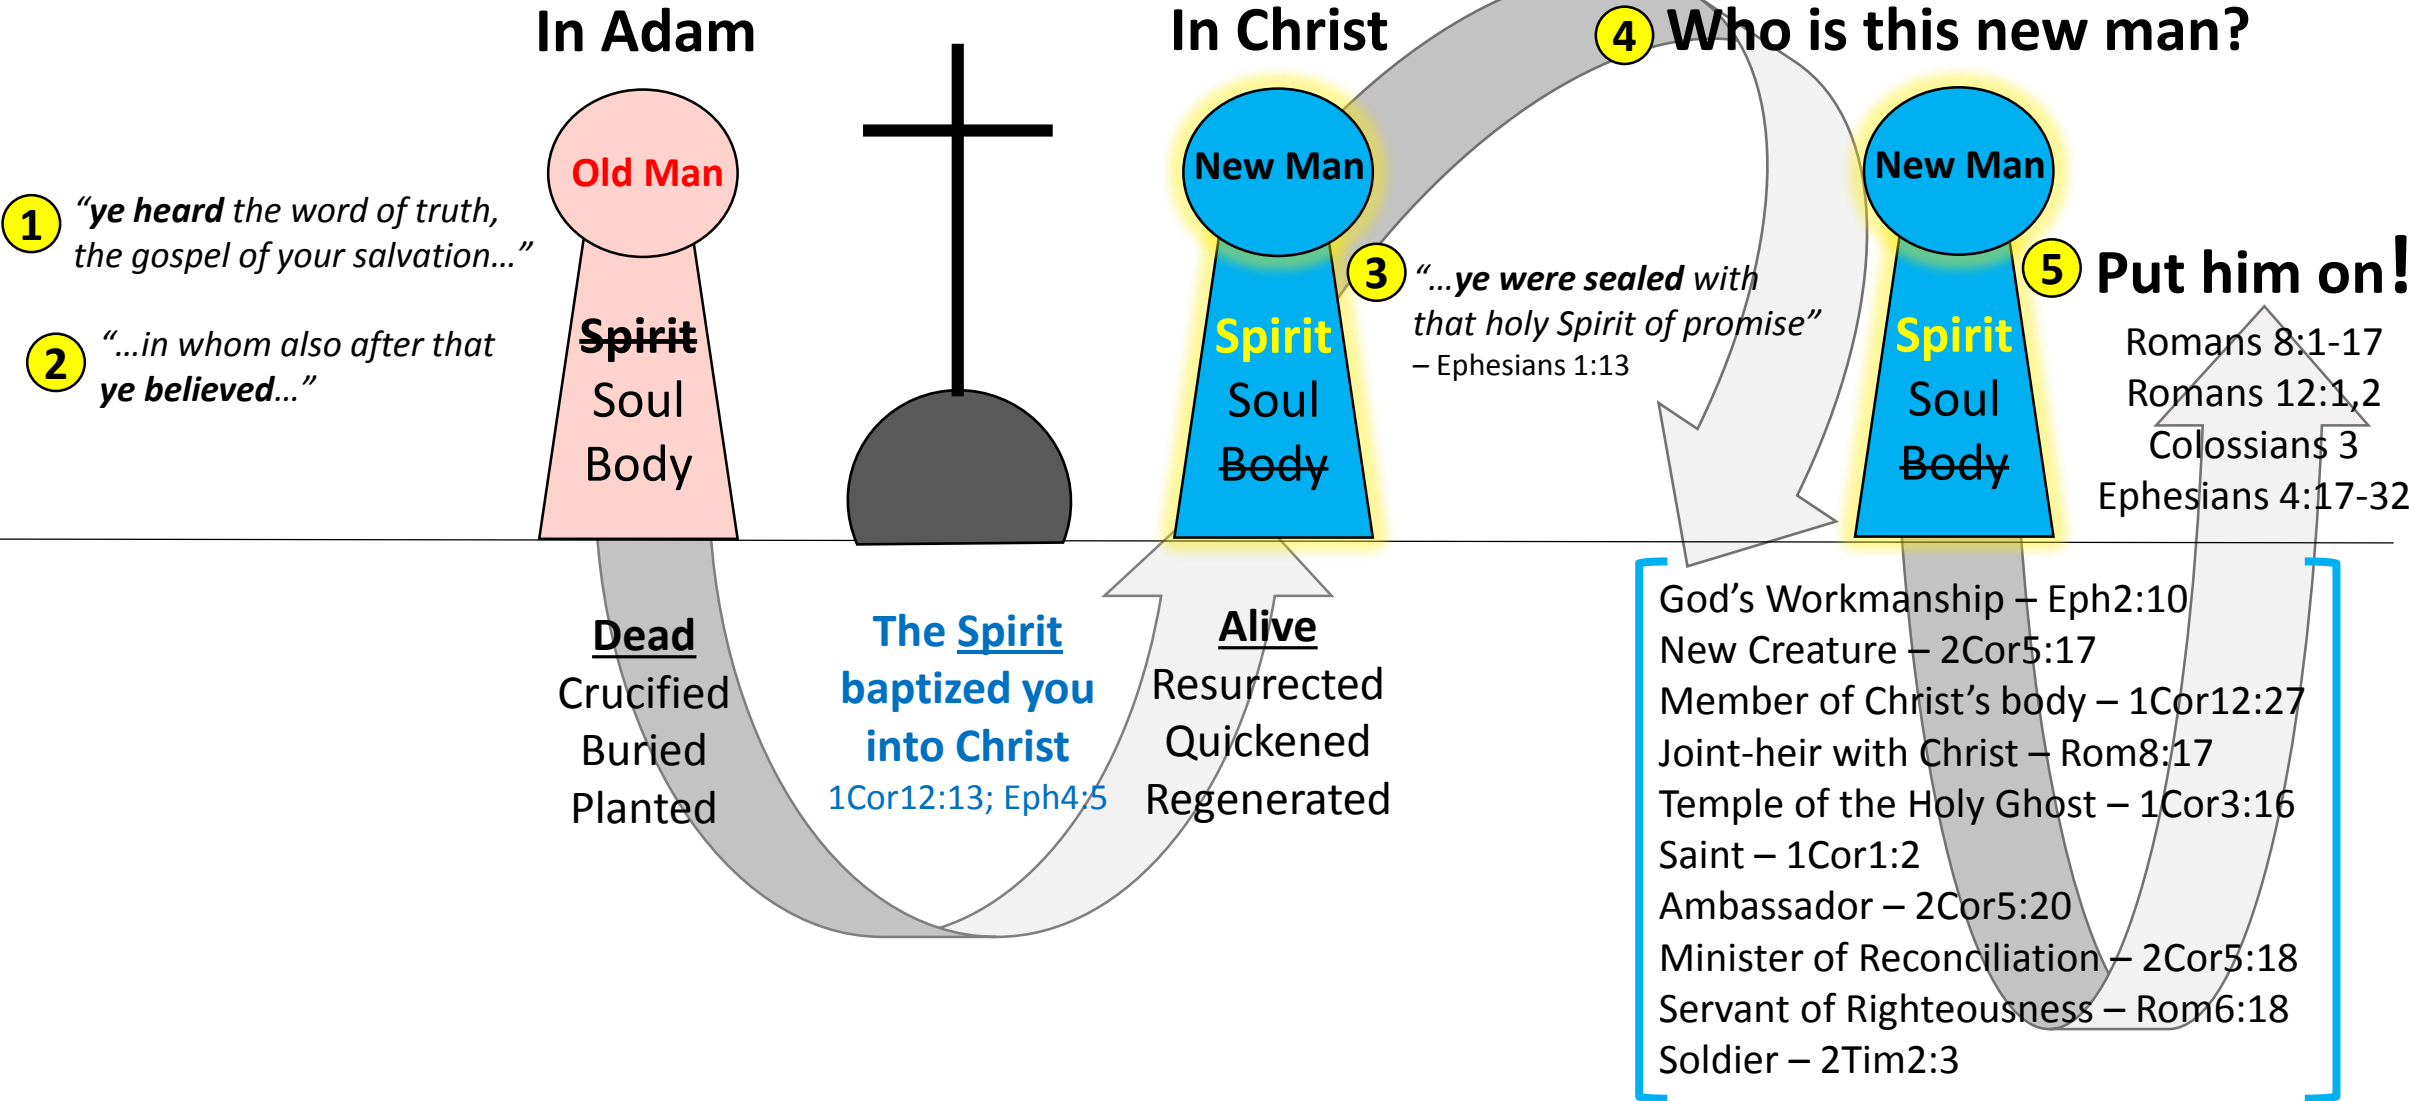 In Adam
In Christ
4 Who is this new man?
Old Man
New Man
New Man
1 “ye heard the word of truth,
the gospel of your salvation…”
2 “…in whom also after that
ye believed…”
Spirit
Soul
Body
Spirit
Soul
Body
3 “…ye were sealed with
that holy Spirit of promise”
– Ephesians 1:13
Spirit
Soul
Body
5 Put him on!
Romans 8:1-17
Romans 12:1,2
Colossians 3
Ephesians 4:17-32
Dead
Crucified
Buried
Planted
The Spirit
baptized you
into Christ
1Cor12:13; Eph4:5
Alive
Resurrected
Quickened
Regenerated
God’s Workmanship – Eph2:10
New Creature – 2Cor5:17
Member of Christ’s body – 1Cor12:27
Joint-heir with Christ – Rom8:17
Temple of the Holy Ghost – 1Cor3:16
Saint – 1Cor1:2
Ambassador – 2Cor5:20
Minister of Reconciliation – 2Cor5:18
Servant of Righteousness – Rom6:18
Soldier – 2Tim2:3